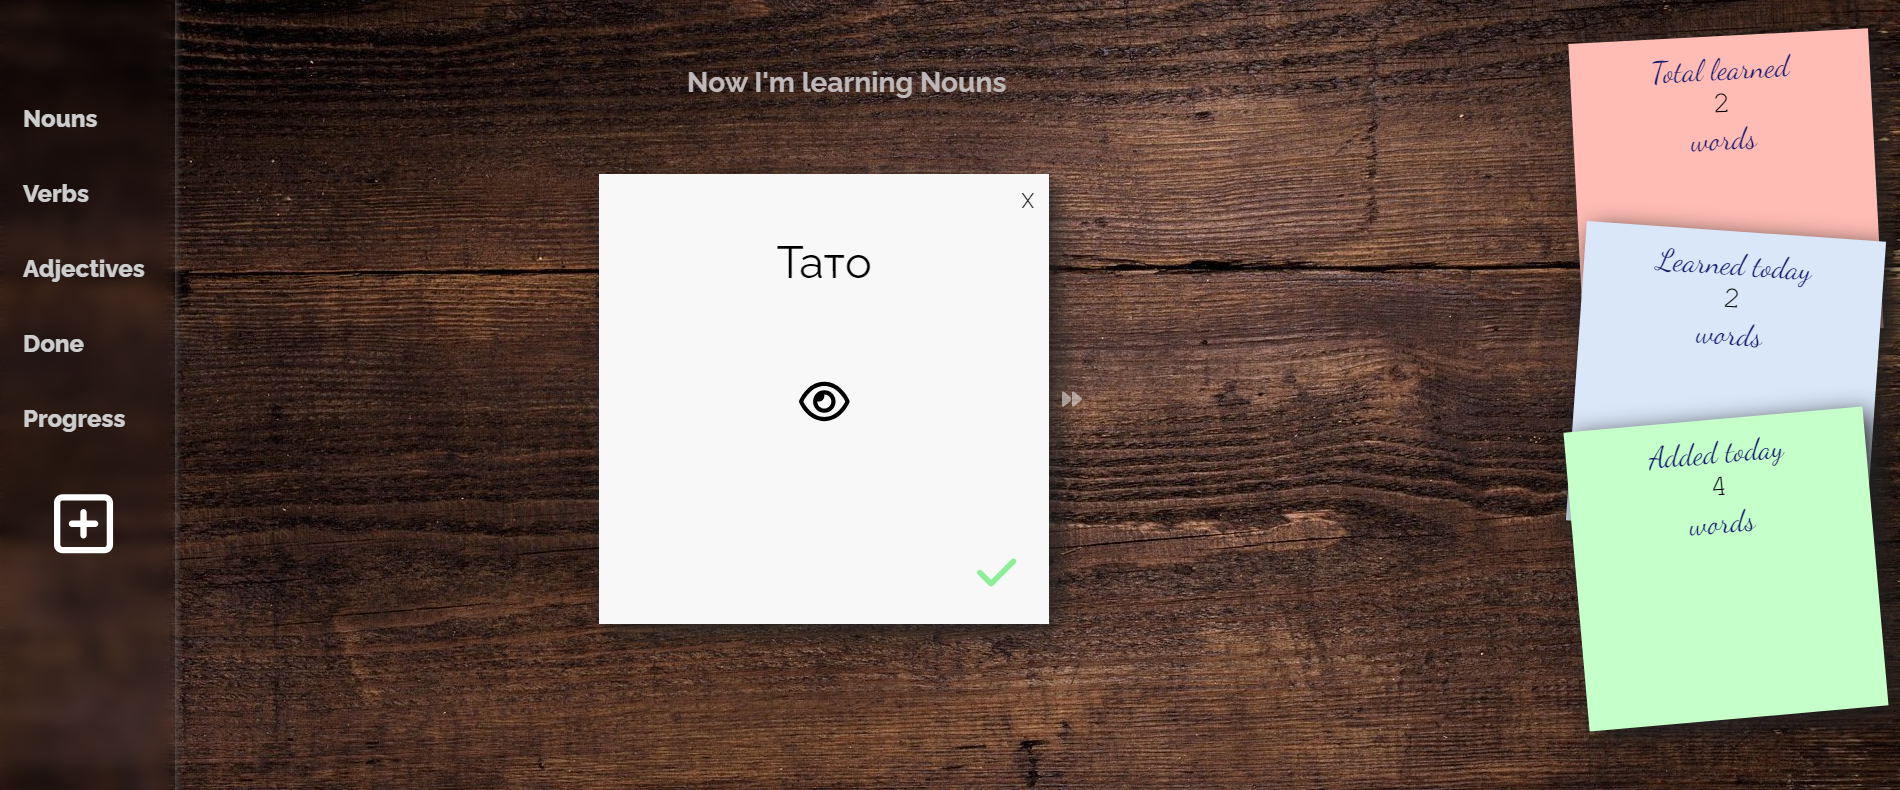 Nouns
Verbs
Adjectives
Done
Progress
Now I'm learning Nouns
X
Тато
Total learned
2
words
Learned today
2
words
Added today
4
words